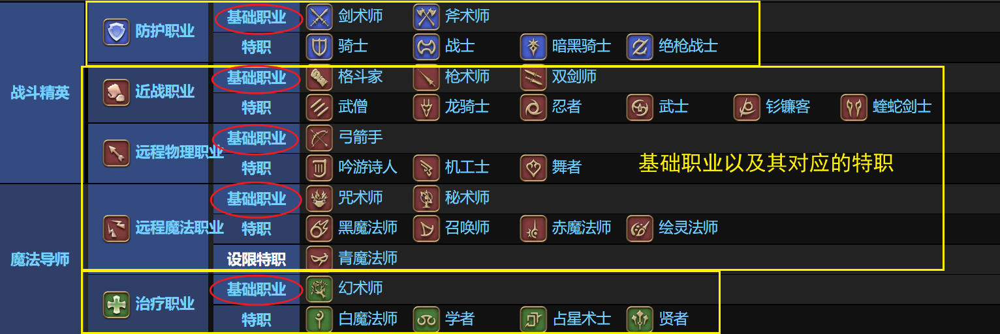 战斗精英
防护职业
基础职业 剑术师 斧术师
特职 骑士 战士 暗黑骑士 绝枪战士
近战职业
基础职业 格斗家 枪术师 双剑师
特职 武僧 龙骑士 忍者 武士 钐镰客 蝰蛇剑士
远程物理职业
基础职业 弓箭手
特职 吟游诗人 机工士 舞者
基础职业以及其对应的特职
魔法导师
远程魔法职业
基础职业 咒术师 秘术师
特职 黑魔法师 召唤师 赤魔法师 绘灵法师
设限特职 青魔法师
治疗职业
基础职业 幻术师
特职 白魔法师 学者 占星术士 贤者